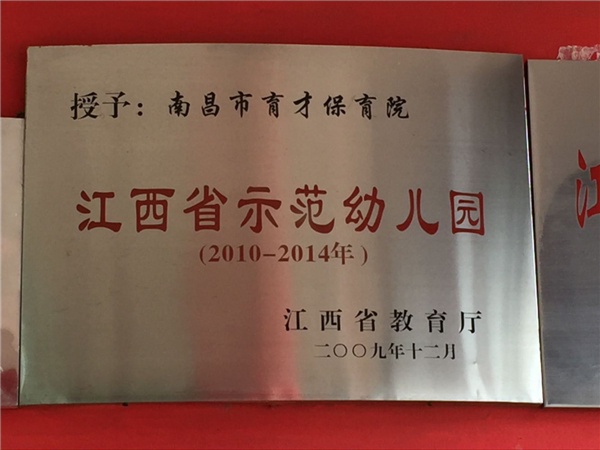 授予：南昌市育才保育院
江西省示范幼儿园
(2010-2014年)
江西省教育厅
二〇〇九年十二月
江